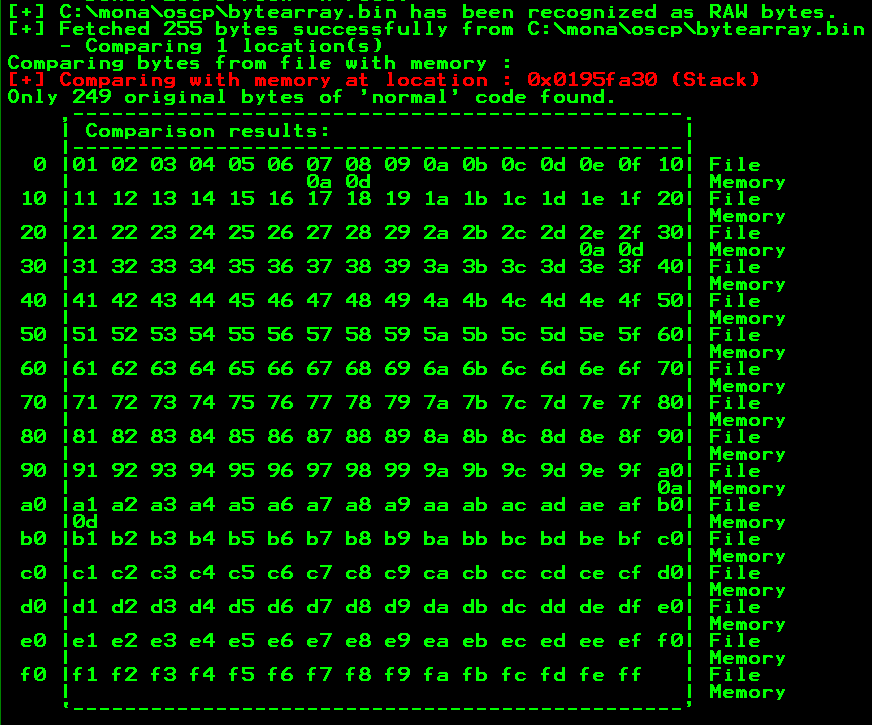 [+] C:\mona\oscp\bytearray.bin has been recognized as RAW bytes.
[+] Fetched 255 bytes successfully from C:\mona\oscp\bytearray.bin
- Comparing 1 location(s)
Comparing bytes from file with memory :
[+] Comparing with memory at location : 0x0195fa30 (Stack)
Only 249 original bytes of 'normal' code found.
,-----------------------------------------------.
| Comparison results: |
|-----------------------------------------------|
0 |01 02 03 04 05 06 07 08 09 0a 0b 0c 0d 0e 0f 10| File
| 0a 0d | Memory
10 |11 12 13 14 15 16 17 18 19 1a 1b 1c 1d 1e 1f 20| File
| | Memory
20 |21 22 23 24 25 26 27 28 29 2a 2b 2c 2d 2e 2f 30| File
| 0a 0d | Memory
30 |31 32 33 34 35 36 37 38 39 3a 3b 3c 3d 3e 3f 40| File
| | Memory
40 |41 42 43 44 45 46 47 48 49 4a 4b 4c 4d 4e 4f 50| File
| | Memory
50 |51 52 53 54 55 56 57 58 59 5a 5b 5c 5d 5e 5f 60| File
| | Memory
60 |61 62 63 64 65 66 67 68 69 6a 6b 6c 6d 6e 6f 70| File
| | Memory
70 |71 72 73 74 75 76 77 78 79 7a 7b 7c 7d 7e 7f 80| File
| | Memory
80 |81 82 83 84 85 86 87 88 89 8a 8b 8c 8d 8e 8f 90| File
| | Memory
90 |91 92 93 94 95 96 97 98 99 9a 9b 9c 9d 9e 9f a0| File
| 0a| Memory
a0 |a1 a2 a3 a4 a5 a6 a7 a8 a9 aa ab ac ad ae af b0| File
|0d | Memory
b0 |b1 b2 b3 b4 b5 b6 b7 b8 b9 ba bb bc bd be bf c0| File
| | Memory
c0 |c1 c2 c3 c4 c5 c6 c7 c8 c9 ca cb cc cd ce cf d0| File
| | Memory
d0 |d1 d2 d3 d4 d5 d6 d7 d8 d9 da db dc dd de df e0| File
| | Memory
e0 |e1 e2 e3 e4 e5 e6 e7 e8 e9 ea eb ec ed ee ef f0| File
| | Memory
f0 |f1 f2 f3 f4 f5 f6 f7 f8 f9 fa fb fc fd fe ff | File
| | Memory
'-----------------------------------------------'